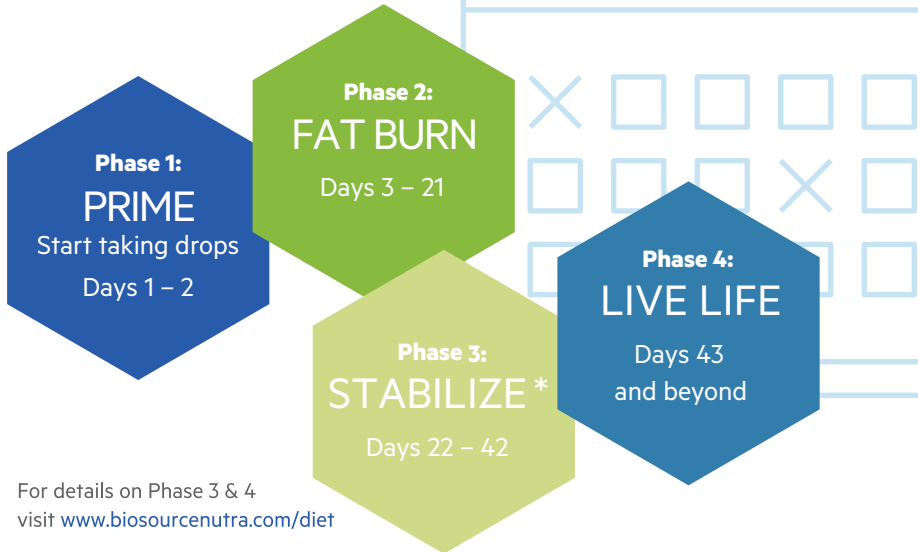 Phase 1:
PRIME
Start taking drops
Days 1 – 2
Phase 2:
FAT BURN
Days 3 – 21
Phase 3:
STABILIZE *
Days 22 – 42
Phase 4:
LIVE LIFE
Days 43
and beyond
For details on Phase 3 & 4
visit www.biosourcenutra.com/diet